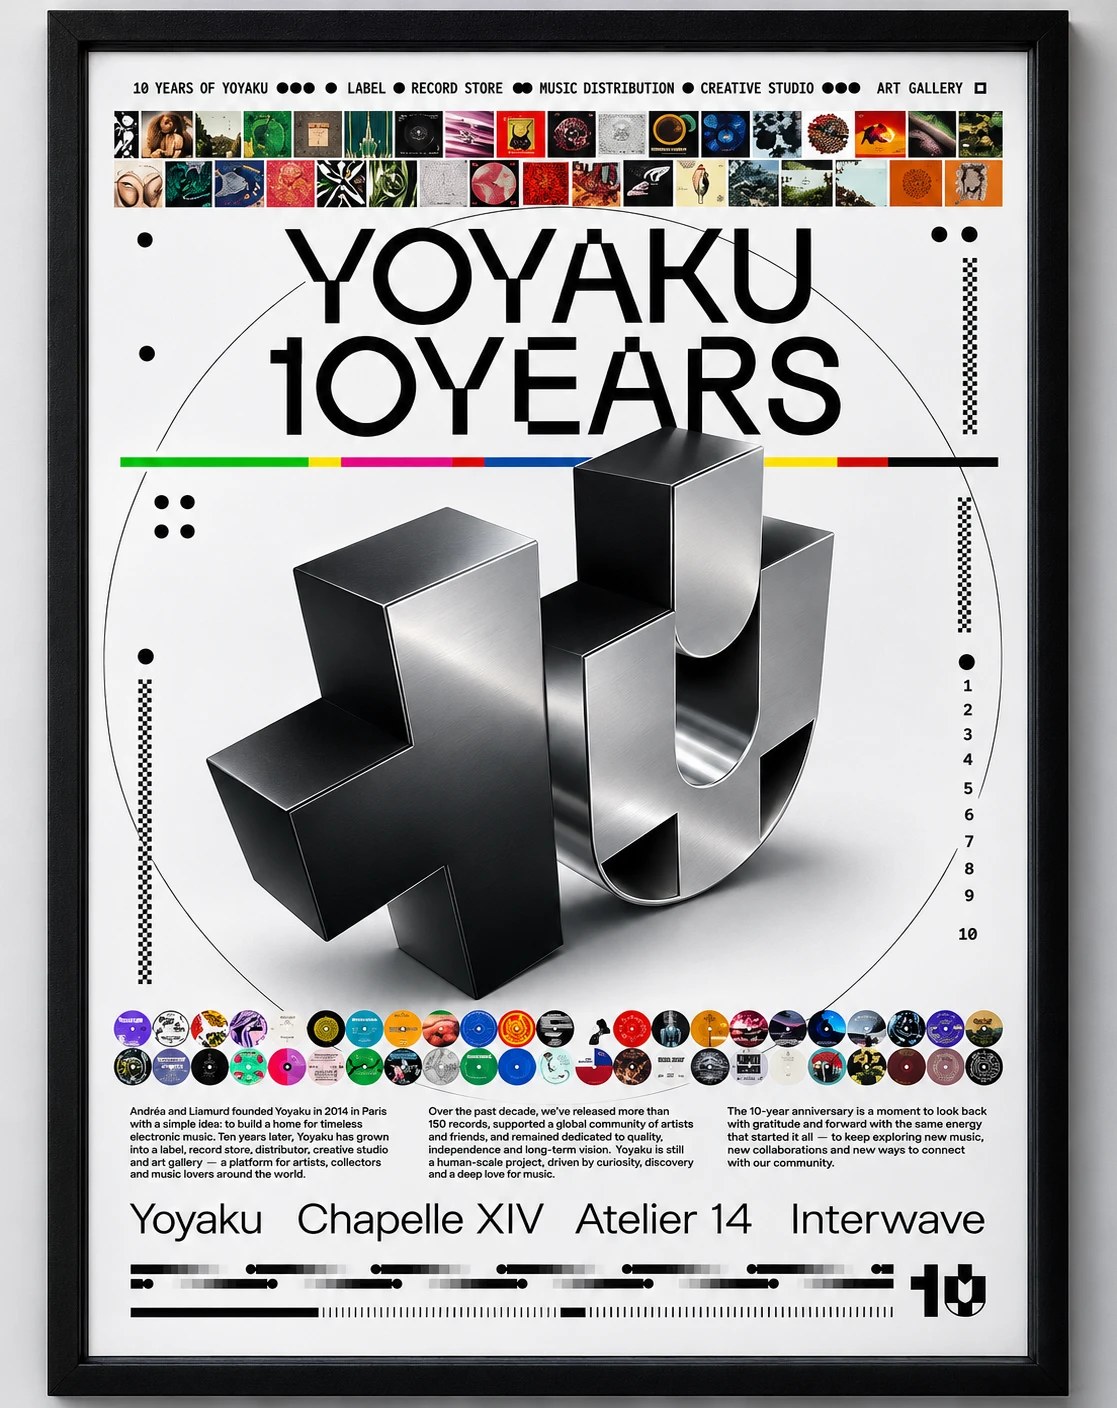 10 YEARS OF YOYAKU LABEL RECORD STORE MUSIC DISTRIBUTION CREATIVE STUDIO ART GALLERY
YOYAKU
10YEARS
1
2
3
4
5
6
7
8
9
10
Andréa and Liamurd founded Yoyaku in 2014 in Paris
with a simple idea: to build a home for timeless
electronic music. Ten years later, Yoyaku has grown
into a label, record store, distributor, creative studio
and art gallery — a platform for artists, collectors
and music lovers around the world.
Over the past decade, we’ve released more than
150 records, supported a global community of artists
and friends, and remained dedicated to quality,
independence and long-term vision. Yoyaku is still
a human-scale project, driven by curiosity, discovery
and a deep love for music.
The 10-year anniversary is a moment to look back
with gratitude and forward with the same energy
that started it all — to keep exploring new music,
new collaborations and new ways to connect
with our community.
Yoyaku Chapelle XIV Atelier 14 Interwave
10